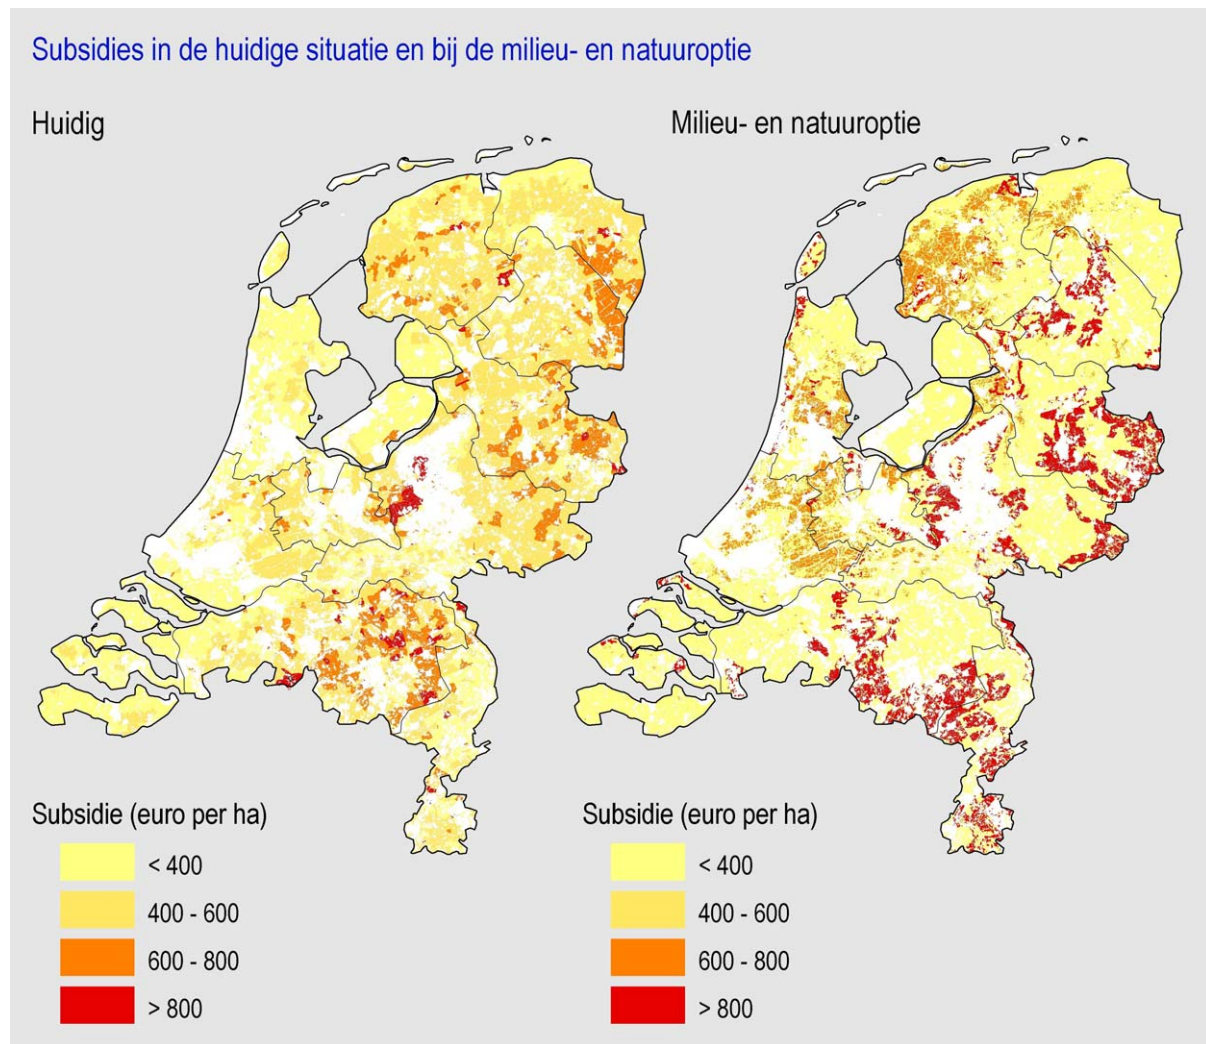 Subsidies in de huidige situatie en bij de milieu- en natuuroptie
Huidig
Milieu- en natuuroptie
Subsidie (euro per ha)
< 400
400 - 600
600 - 800
> 800
Subsidie (euro per ha)
< 400
400 - 600
600 - 800
> 800